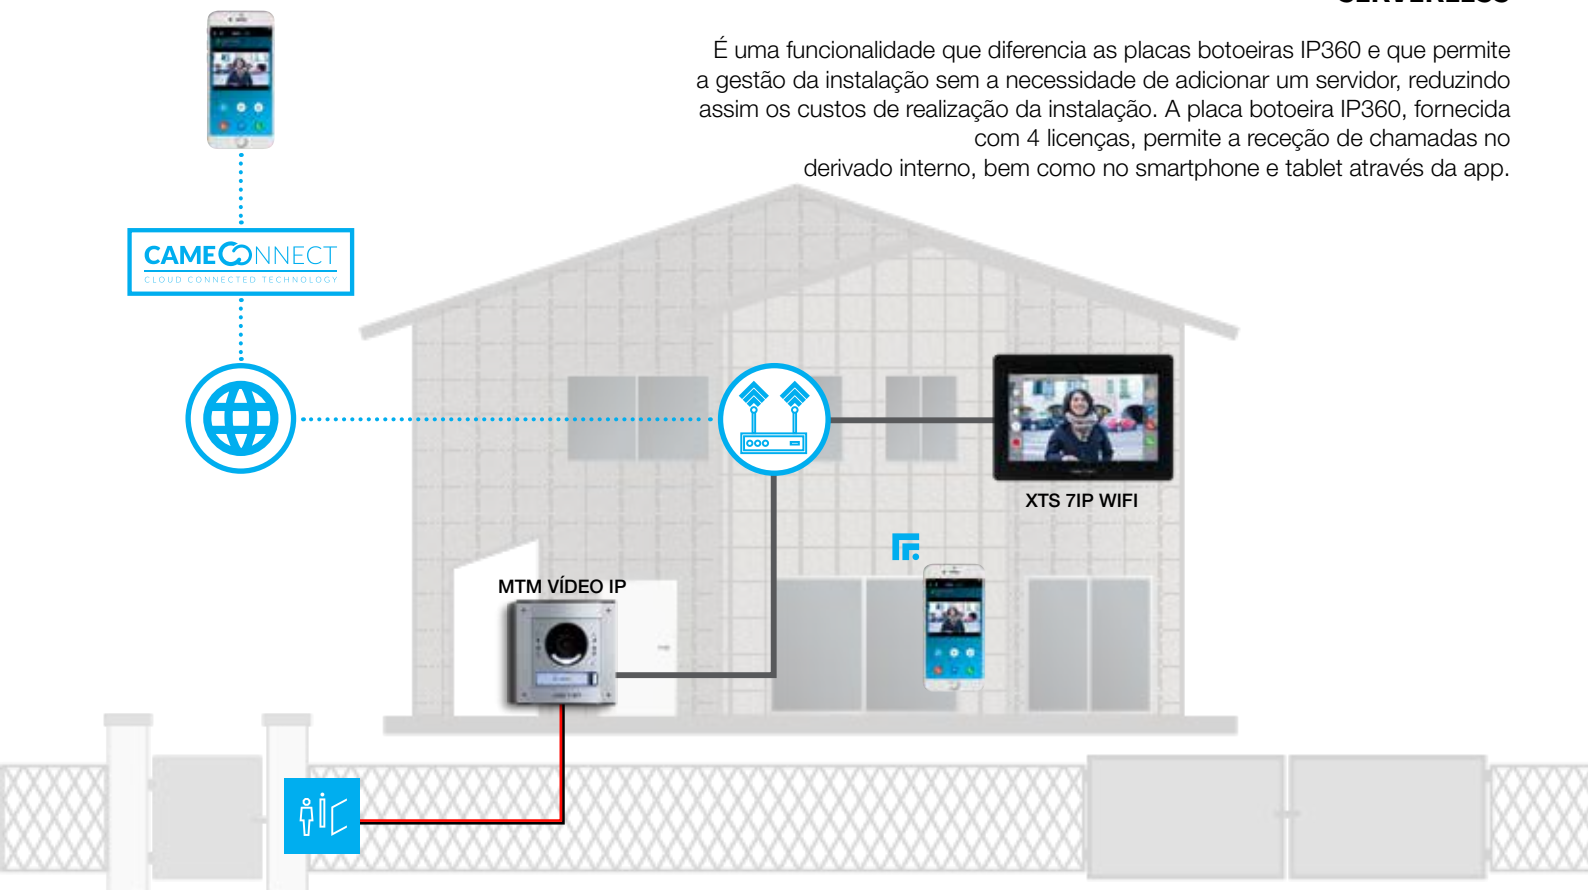 É uma funcionalidade que diferencia as placas botoeiras IP360 e que permite
a gestão da instalação sem a necessidade de adicionar um servidor, reduzindo
assim os custos de realização da instalação. A placa botoeira IP360, fornecida
com 4 licenças, permite a receção de chamadas no
derivado interno, bem como no smartphone e tablet através da app.
CAME CONNECT
CLOUD CONNECTED TECHNOLOGY
XTS 7IP WIFI
MTM VÍDEO IP